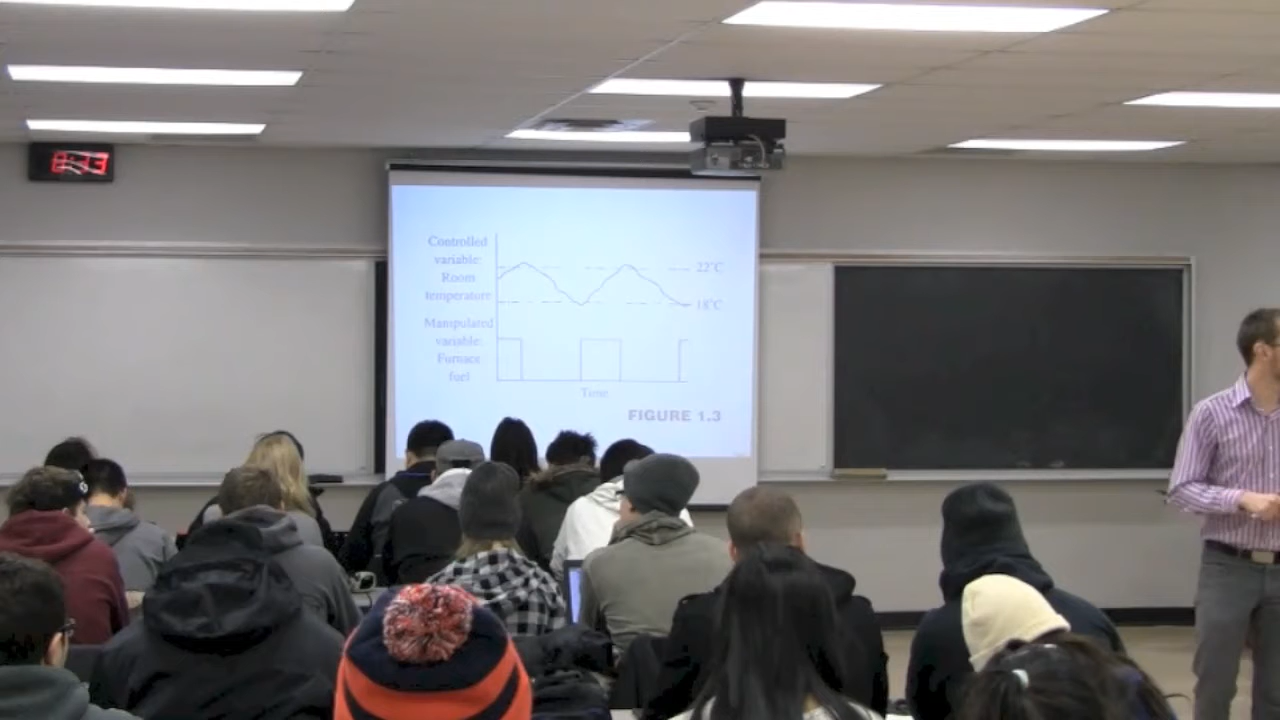 Controlled
variable:
Room
temperature
22°C
18°C
Manipulated
variable:
Furnace
fuel
Time
FIGURE 1.3